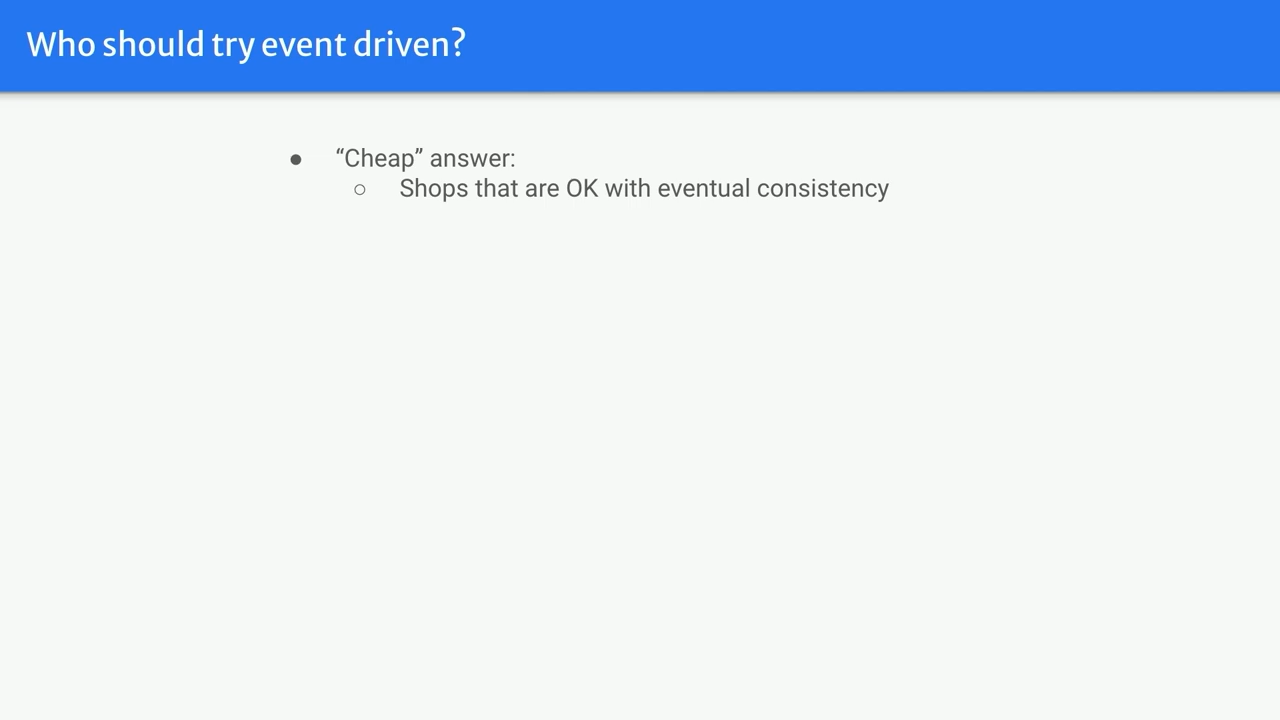 Who should try event driven?
● “Cheap” answer:
○ Shops that are OK with eventual consistency